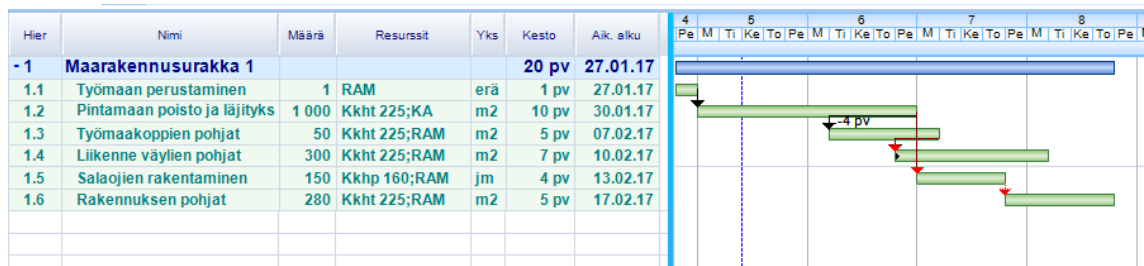 Hier Nimi Määrä Resurssit Yks Kesto Aik. alku
4 5 6 7 8
Pe M Ti Ke To Pe M Ti Ke To Pe M Ti Ke To Pe M Ti Ke To Pe M
- 1 Maarakennusurakka 1 20 pv 27.01.17
1.1 Työmaan perustaminen 1 RAM erä 1 pv 27.01.17
1.2 Pintamaan poisto ja läjityks 1 000 Kkht 225;KA m2 10 pv 30.01.17
-4 pv
1.3 Työmaakoppien pohjat 50 Kkht 225;RAM m2 5 pv 07.02.17
1.4 Liikenne väylien pohjat 300 Kkht 225;RAM m2 7 pv 10.02.17
1.5 Salaojien rakentaminen 150 Kkhp 160;RAM jm 4 pv 13.02.17
1.6 Rakennuksen pohjat 280 Kkht 225;RAM m2 5 pv 17.02.17